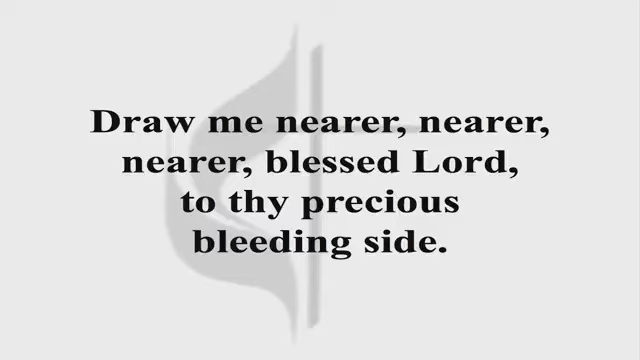 Draw me nearer, nearer,
nearer, blessed Lord,
to thy precious
bleeding side.